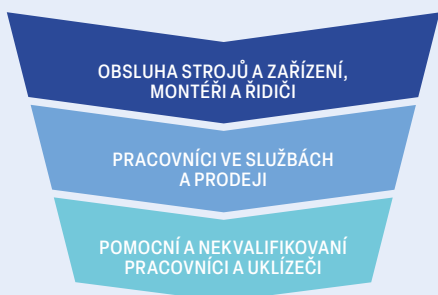 OBSLUHA STROJŮ A ZAŘÍZENÍ,
MONTÉŘI A ŘIDIČI
PRACOVNÍCI VE SLUŽBÁCH
A PRODEJI
POMOCNÍ A NEKVALIFIKOVANÍ
PRACOVNÍCI A UKLÍZEČI